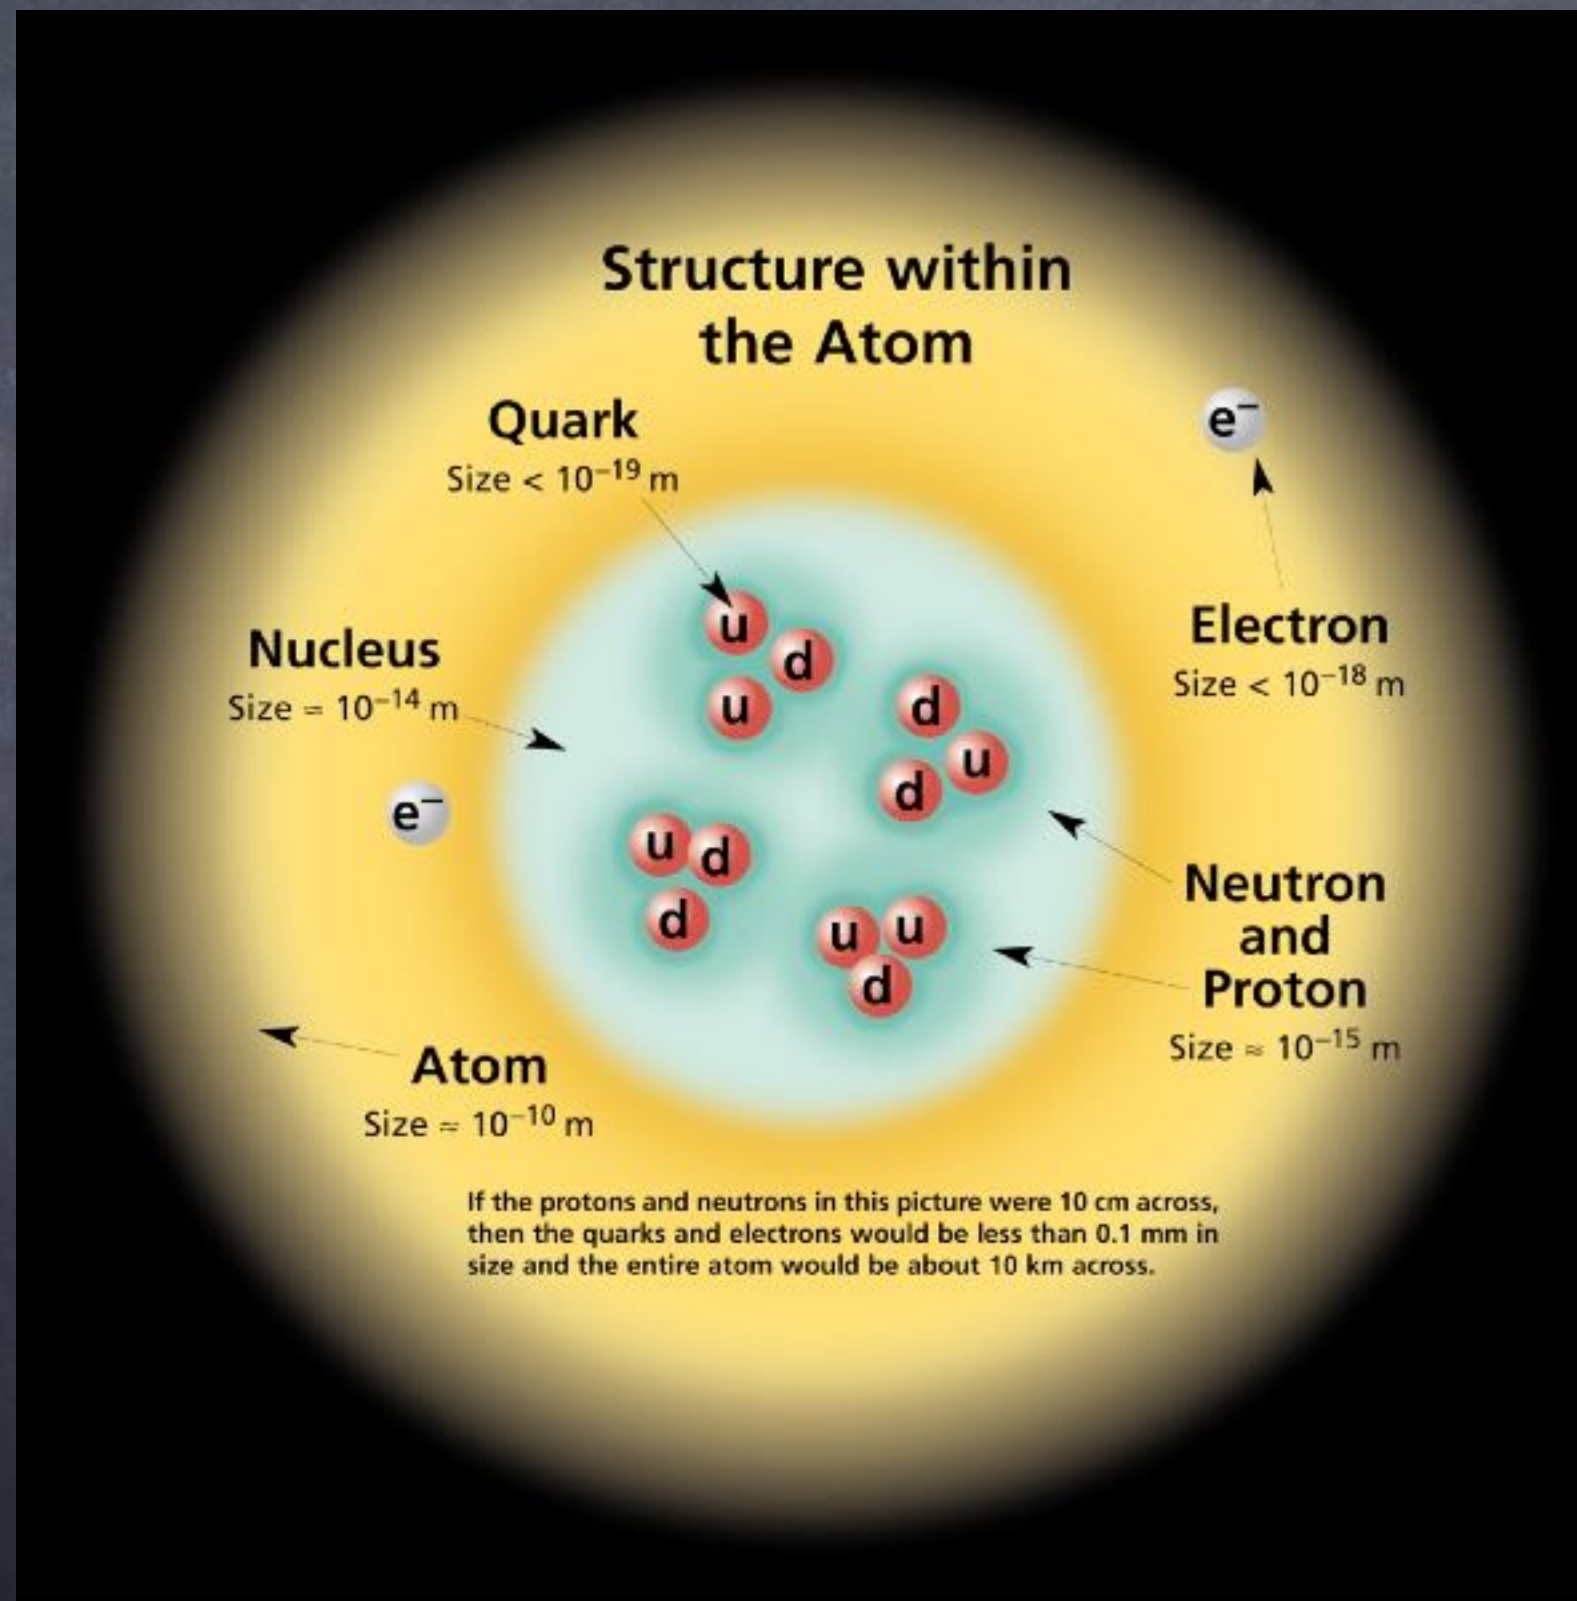 Structure within
the Atom
Quark
Size < 10⁻¹⁹ m
e⁻
Nucleus
Size = 10⁻¹⁴ m
u
d
u
d
u
d
Electron
Size < 10⁻¹⁸ m
e⁻
u d
d
u u
d
Neutron
and
Proton
Size ≈ 10⁻¹⁵ m
Atom
Size ≈ 10⁻¹⁰ m
If the protons and neutrons in this picture were 10 cm across,
then the quarks and electrons would be less than 0.1 mm in
size and the entire atom would be about 10 km across.